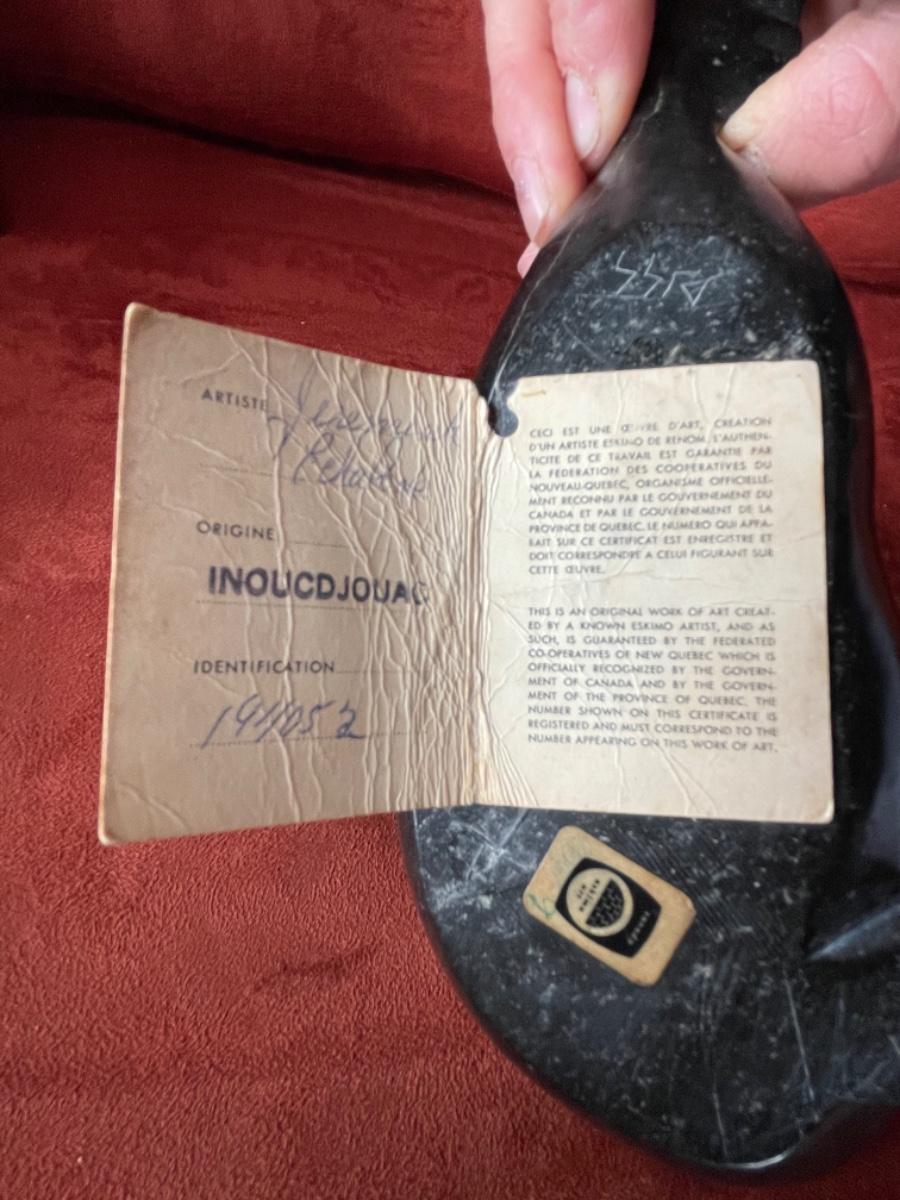 ARTISTE
Jeremiah
ORIGINE
INOUCDJOUAC
IDENTIFICATION
CECI EST UNE ŒUVRE D'ART, CREATION
D'UN ARTISTE ESKIMO DE RENOM. L'AUTHEN-
TICITE DE CE TRAVAIL EST GARANTIE PAR
LA FEDERATION DES COOPERATIVES DU
NOUVEAU-QUEBEC, ORGANISME OFFICIELLE-
MENT RECONNU PAR LE GOUVERNEMENT DU
CANADA ET PAR LE GOUVERNEMENT DE LA
PROVINCE DE QUEBEC. LE NUMERO QUI APPA-
RAIT SUR CE CERTIFICAT EST ENREGISTRE ET
DOIT CORRESPONDRE A CELUI FIGURANT SUR
CETTE ŒUVRE.
THIS IS AN ORIGINAL WORK OF ART CREAT-
ED BY A KNOWN ESKIMO ARTIST, AND AS
SUCH, IS GUARANTEED BY THE FEDERATED
CO-OPERATIVES OF NEW QUEBEC WHICH IS
OFFICIALLY RECOGNIZED BY THE GOVERN-
MENT OF CANADA AND BY THE GOVERN-
MENT OF THE PROVINCE OF QUEBEC. THE
NUMBER SHOWN ON THIS CERTIFICATE IS
REGISTERED AND MUST CORRESPOND TO THE
NUMBER APPEARING ON THIS WORK OF ART.